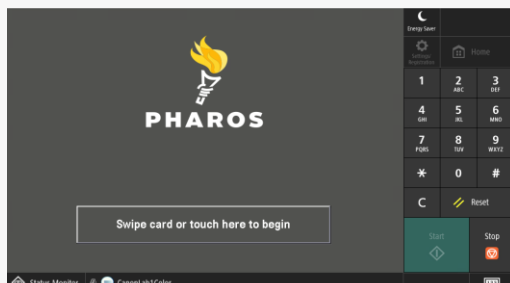 PHAROS
Swipe card or touch here to begin
Energy Saver
Settings/
Registration
Home
1
2
ABC
3
DEF
4
GHI
5
JKL
6
MNO
7
PQRS
8
TUV
9
WXYZ
*
0
#
C
Reset
Start
Stop
Status Monitor
CanonLab1Color